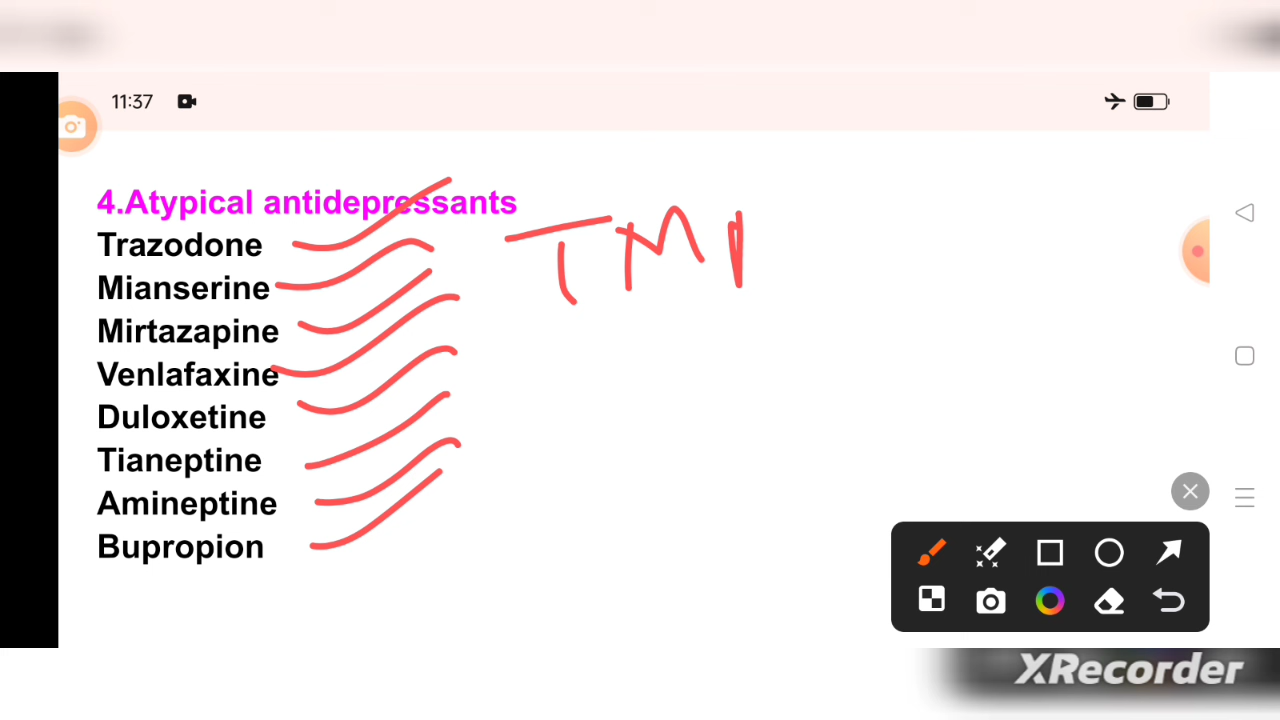 11:37
4.Atypical antidepressants
Trazodone
Mianserine
Mirtazapine
Venlafaxine
Duloxetine
Tianeptine
Amineptine
Bupropion
TM
XRecorder